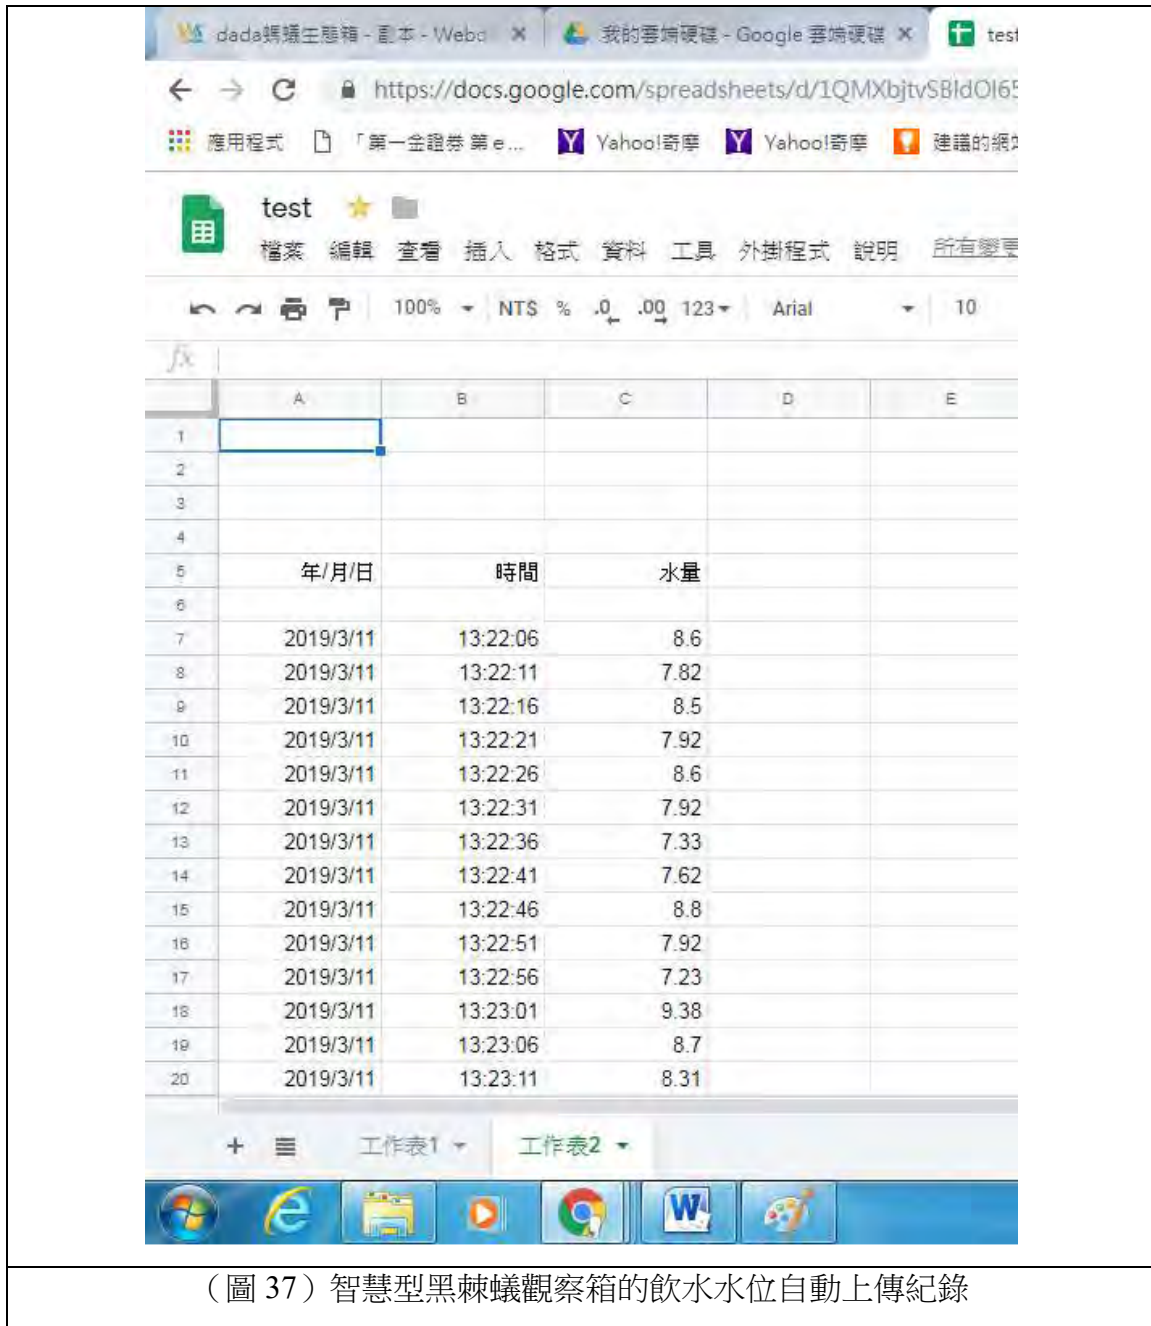 dada螞蟻生態箱 - 副本 - Webd × 我的雲端硬碟 - Google 雲端硬碟 × test
https://docs.google.com/spreadsheets/d/1QMXbjtvSBldOI65
應用程式 「第一金證券 第 e... Yahoo!奇摩 Yahoo!奇摩 建議的網
test
檔案 編輯 查看 插入 格式 資料 工具 外掛程式 說明 所有變更
100% NT$ % .0 .00 123 Arial 10
fx
A B C D E
1
2
3
4
5 年/月/日 時間 水量
6
7 2019/3/11 13:22:06 8.6
8 2019/3/11 13:22:11 7.82
9 2019/3/11 13:22:16 8.5
10 2019/3/11 13:22:21 7.92
11 2019/3/11 13:22:26 8.6
12 2019/3/11 13:22:31 7.92
13 2019/3/11 13:22:36 7.33
14 2019/3/11 13:22:41 7.62
15 2019/3/11 13:22:46 8.8
16 2019/3/11 13:22:51 7.92
17 2019/3/11 13:22:56 7.23
18 2019/3/11 13:23:01 9.38
19 2019/3/11 13:23:06 8.7
20 2019/3/11 13:23:11 8.31
+ 工作表1 工作表2
W
（圖 37）智慧型黑棘蟻觀察箱的飲水水位自動上傳紀錄